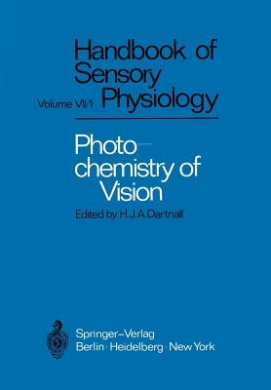 Handbook of
Sensory
Volume VII/1 Physiology
Photo-
chemistry of
Vision
Edited by H.J.A. Dartnall
Springer-Verlag
Berlin · Heidelberg · New York